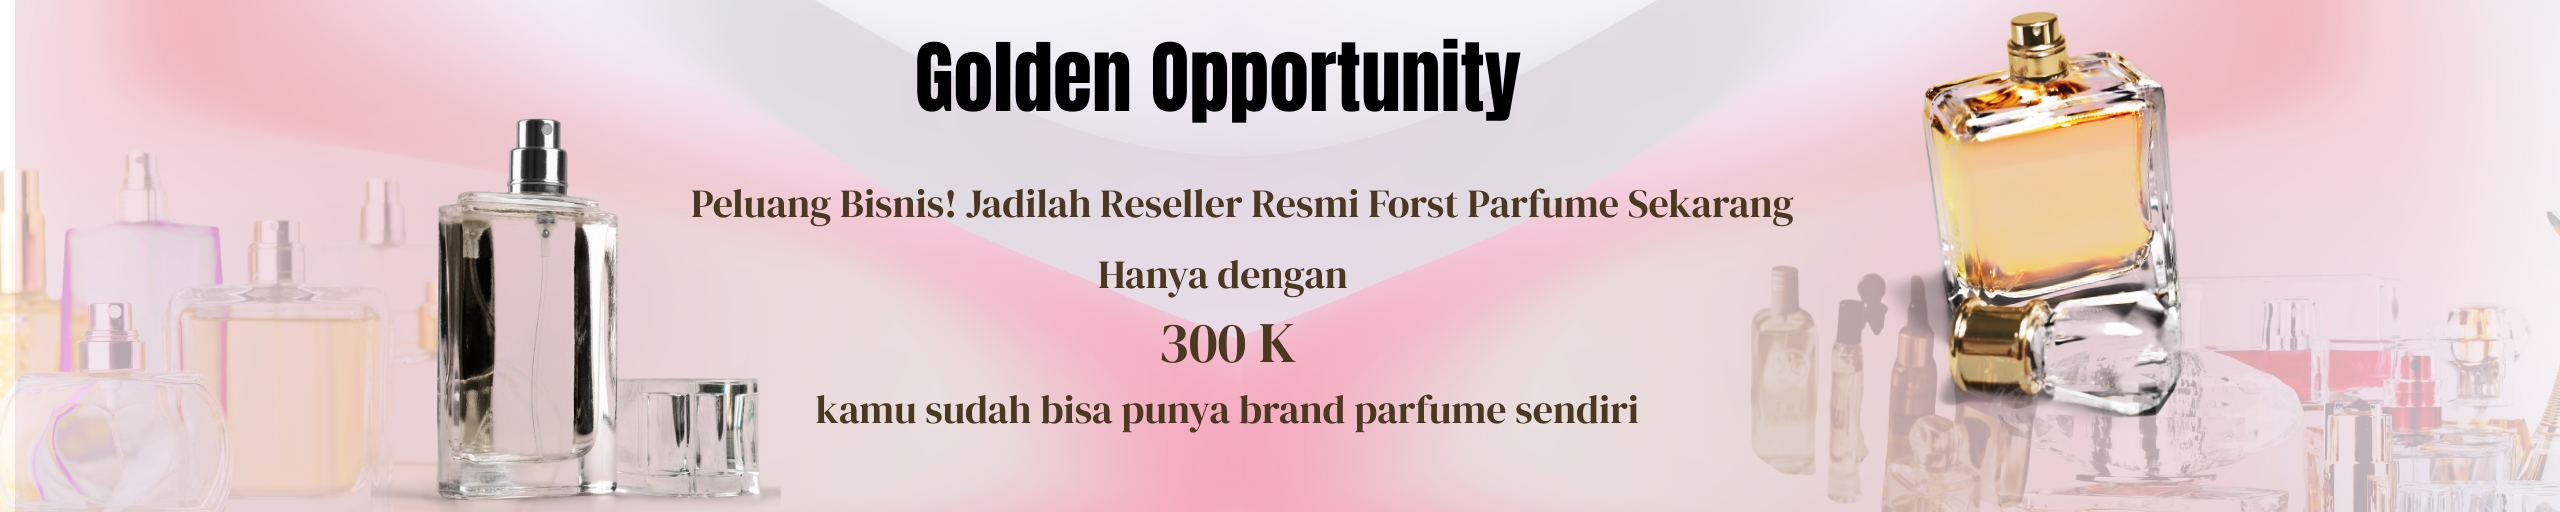 Golden Opportunity
Peluang Bisnis! Jadilah Reseller Resmi Forst Parfume Sekarang
Hanya dengan
300 K
kamu sudah bisa punya brand parfume sendiri